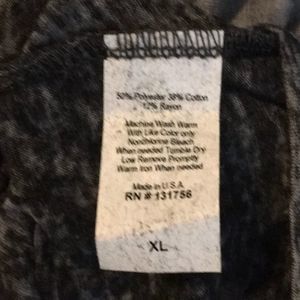 50% Polyester 38% Cotton
12% Rayon
Machine Wash Warm
With Like Color only
Nonchlorine Bleach
When needed Tumble Dry
Low Remove Promptly
Warm Iron When needed
Made in U.S.A.
RN # 131756
XL